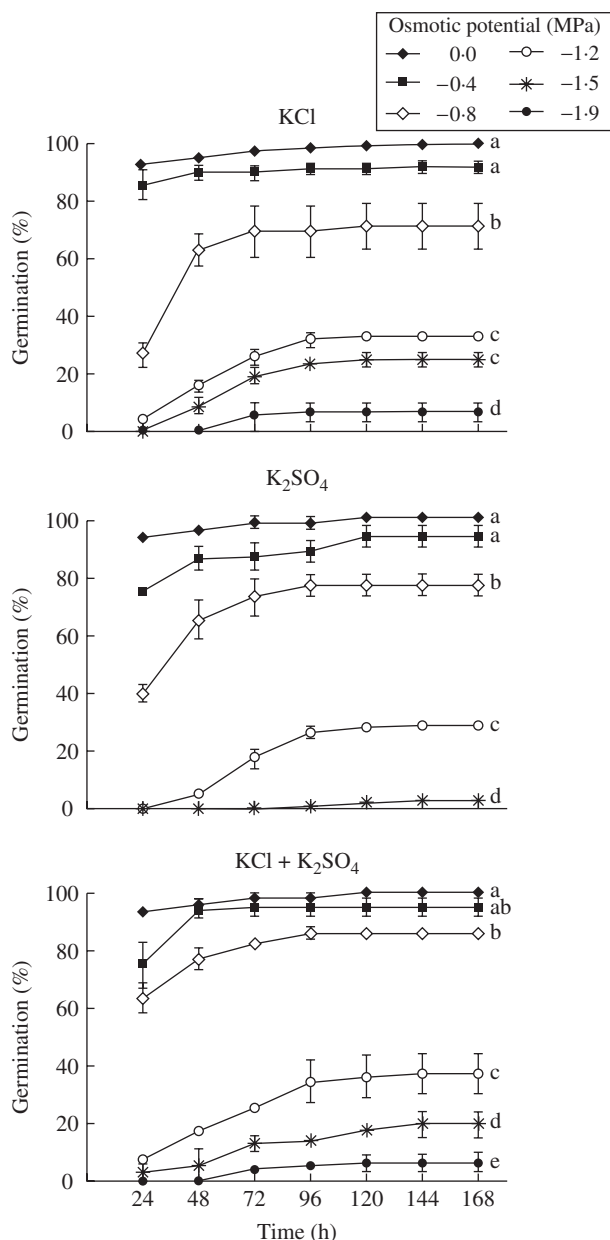 Osmotic potential (MPa)
0·0 −1·2
−0·4 −1·5
−0·8 −1·9
KCl
100
80
60
40
20
0
Germination (%)
a
a
b
c
c
d
K₂SO₄
100
80
60
40
20
0
Germination (%)
a
a
b
c
d
KCl + K₂SO₄
100
80
60
40
20
0
Germination (%)
a
ab
b
c
d
e
24 48 72 96 120 144 168
Time (h)